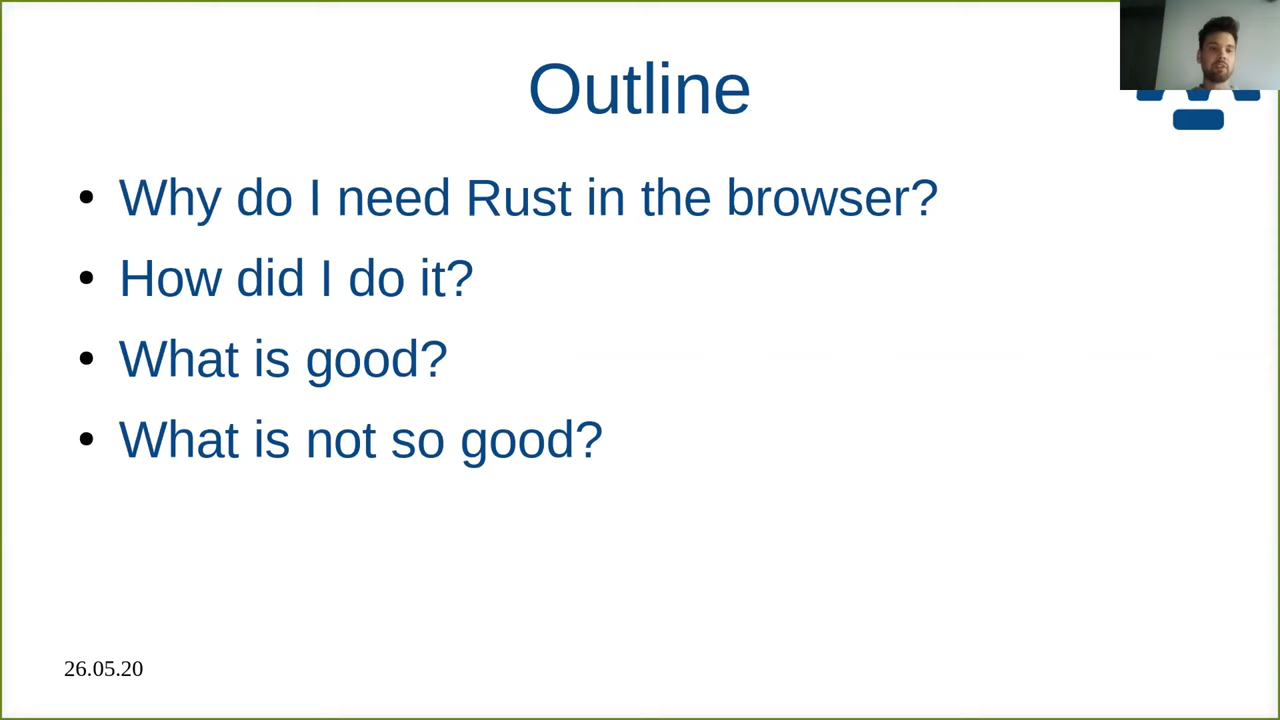 Outline
• Why do I need Rust in the browser?
• How did I do it?
• What is good?
• What is not so good?
26.05.20